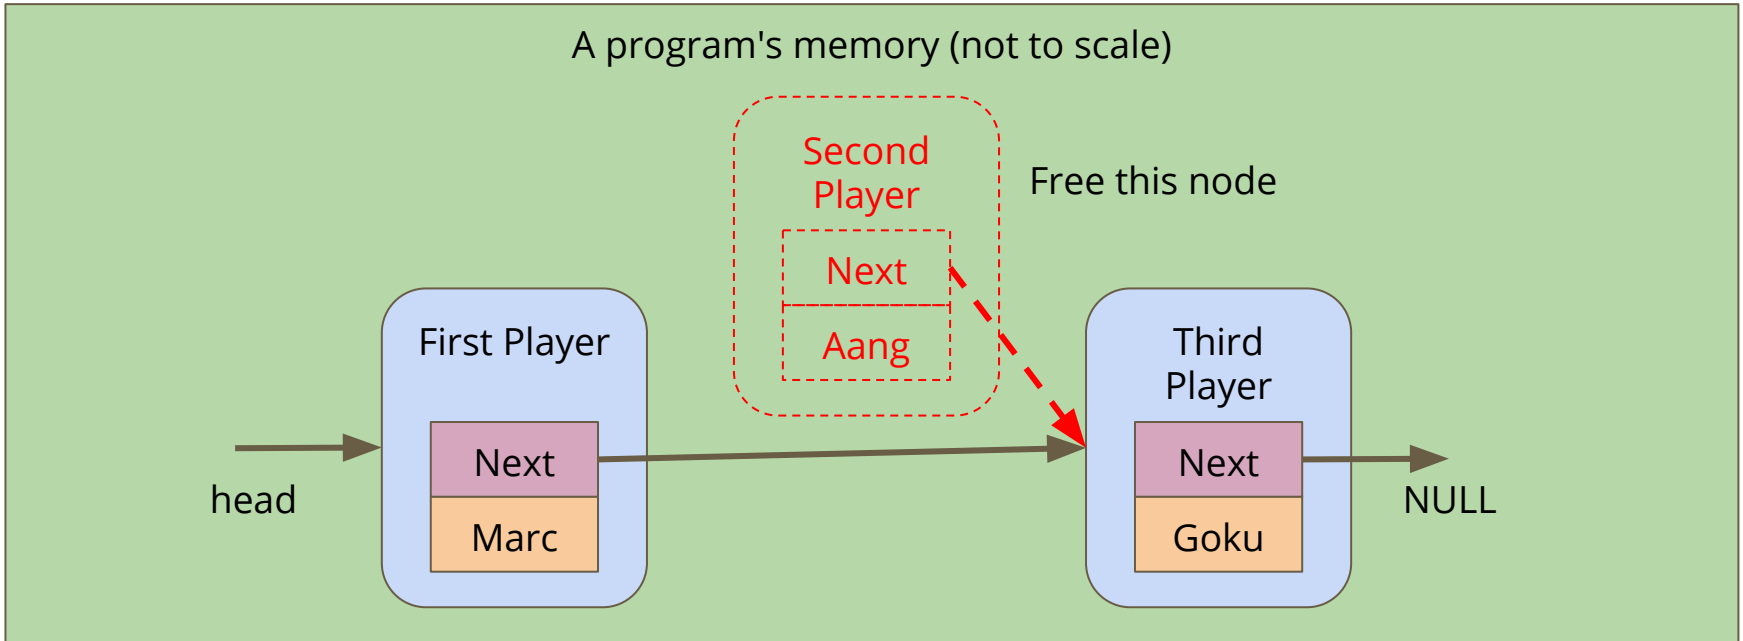 A program's memory (not to scale)
Second
Player
Next
Aang
Free this node
First Player
Next
Marc
Third
Player
Next
Goku
head
NULL